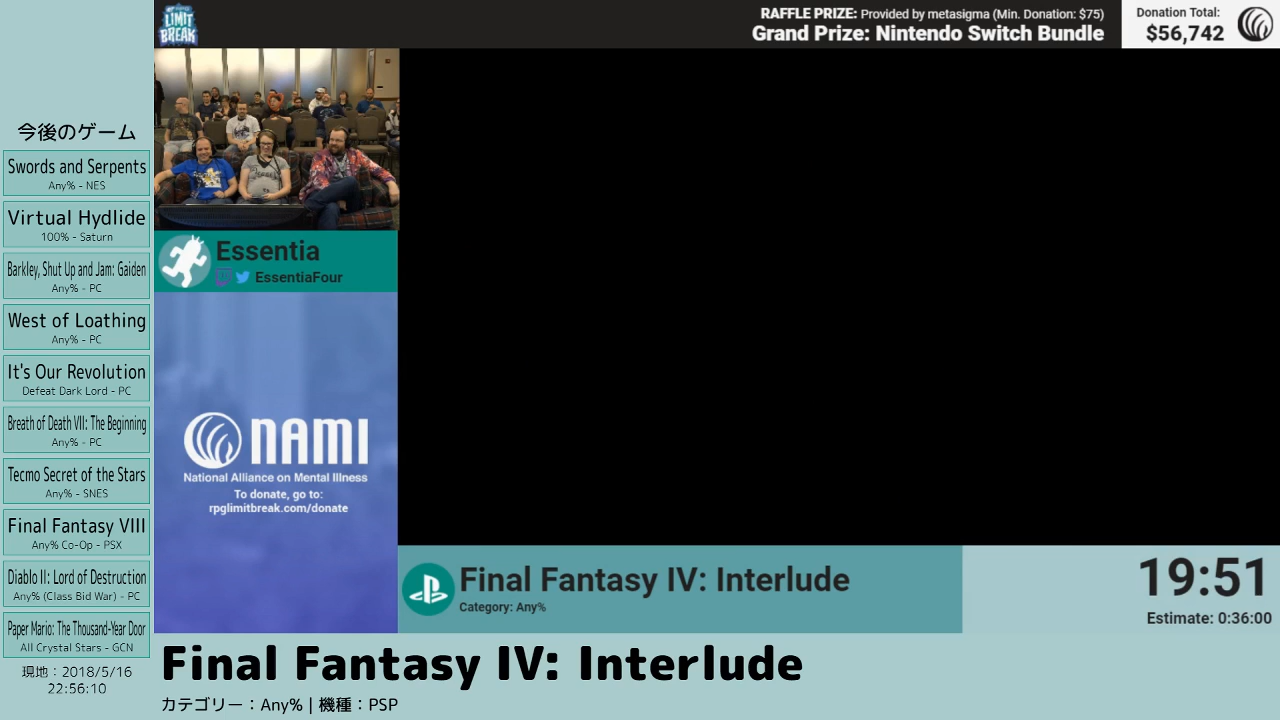 LIMIT
BREAK
RAFFLE PRIZE: Provided by metasigma (Min. Donation: $75)
Grand Prize: Nintendo Switch Bundle
Donation Total:
$56,742
今後のゲーム
Swords and Serpents
Any% - NES
Virtual Hydlide
100% - Saturn
Barkley, Shut Up and Jam: Gaiden
Any% - PC
West of Loathing
Any% - PC
It's Our Revolution
Defeat Dark Lord - PC
Breath of Death VII: The Beginning
Any% - PC
Tecmo Secret of the Stars
Any% - SNES
Final Fantasy VIII
Any% Co-Op - PSX
Diablo II: Lord of Destruction
Any% (Class Bid War) - PC
Paper Mario: The Thousand-Year Door
All Crystal Stars - GCN
現地：2018/5/16
22:56:10
Essentia
EssentiaFour
NAMI
National Alliance on Mental Illness
To donate, go to:
rpglimitbreak.com/donate
Final Fantasy IV: Interlude
Category: Any%
19:51
Estimate: 0:36:00
Final Fantasy IV: Interlude
カテゴリー：Any% | 機種：PSP